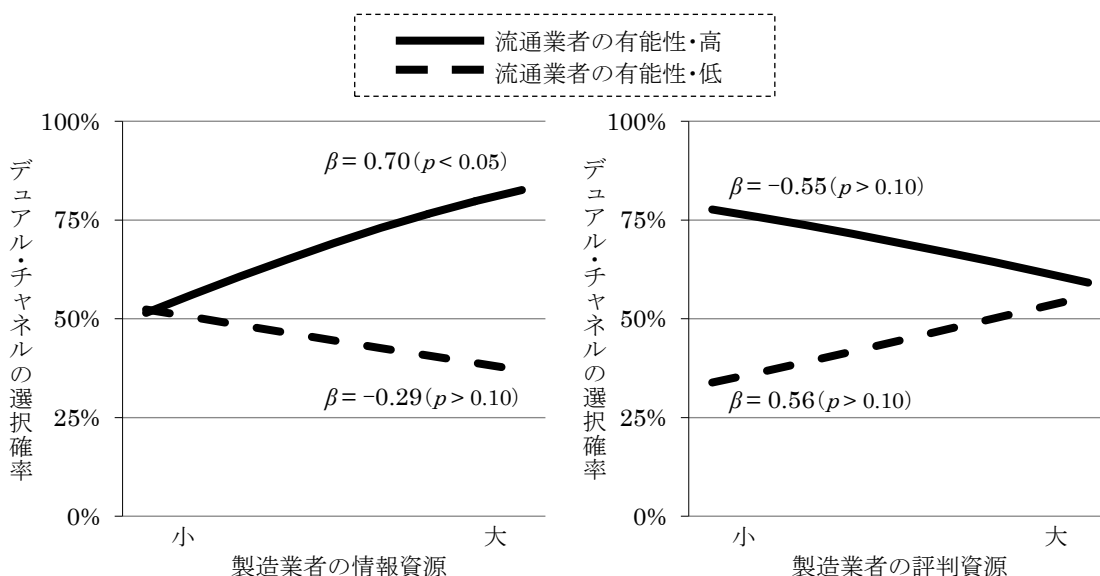 流通業者の有能性・高
流通業者の有能性・低
デュアル・チャネルの選択確率
100%
75%
50%
25%
0%
β = 0.70 (p < 0.05)
β = −0.29 (p > 0.10)
小
大
製造業者の情報資源
デュアル・チャネルの選択確率
100%
75%
50%
25%
0%
β = −0.55 (p > 0.10)
β = 0.56 (p > 0.10)
小
大
製造業者の評判資源